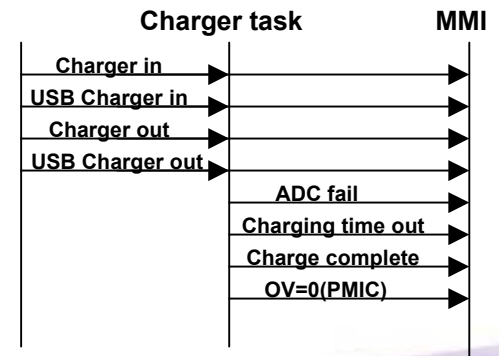 Charger task MMI
Charger in
USB Charger in
Charger out
USB Charger out
ADC fail
Charging time out
Charge complete
OV=0(PMIC)